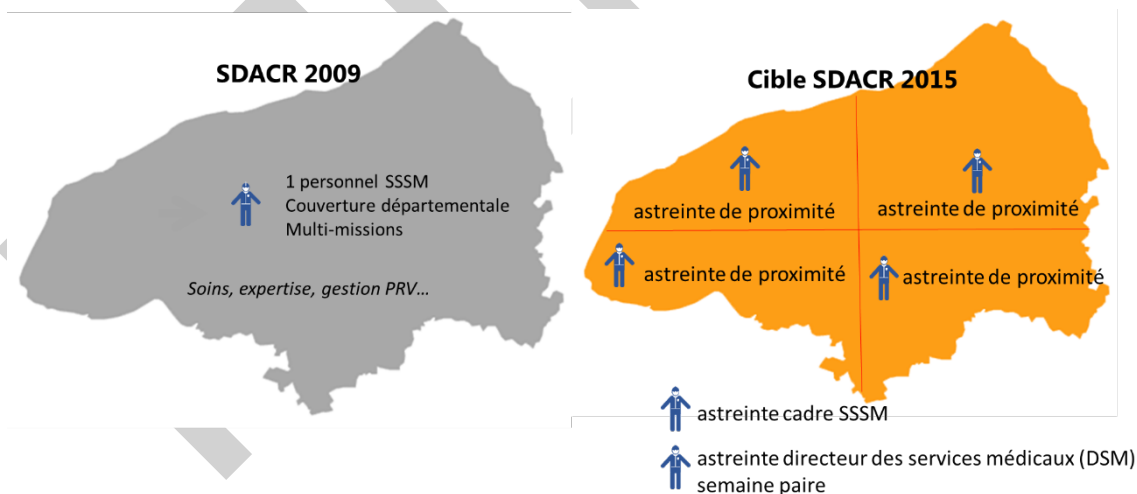 SDACR 2009
1 personnel SSSM
Couverture départementale
Multi-missions
Soins, expertise, gestion PRV...
Cible SDACR 2015
astreinte de proximité
astreinte de proximité
astreinte de proximité
astreinte de proximité
astreinte cadre SSSM
astreinte directeur des services médicaux (DSM)
semaine paire